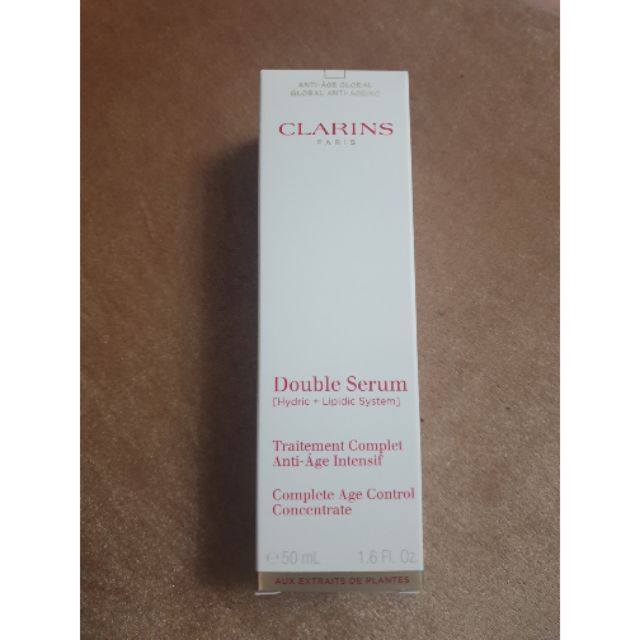 ANTI-ÂGE GLOBAL
GLOBAL ANTI-AGEING
CLARINS
PARIS
Double Serum
[Hydric + Lipidic System]
Traitement Complet
Anti-Âge Intensif
Complete Age Control
Concentrate
℮50 mL 1.6 Fl. Oz.
AUX EXTRAITS DE PLANTES